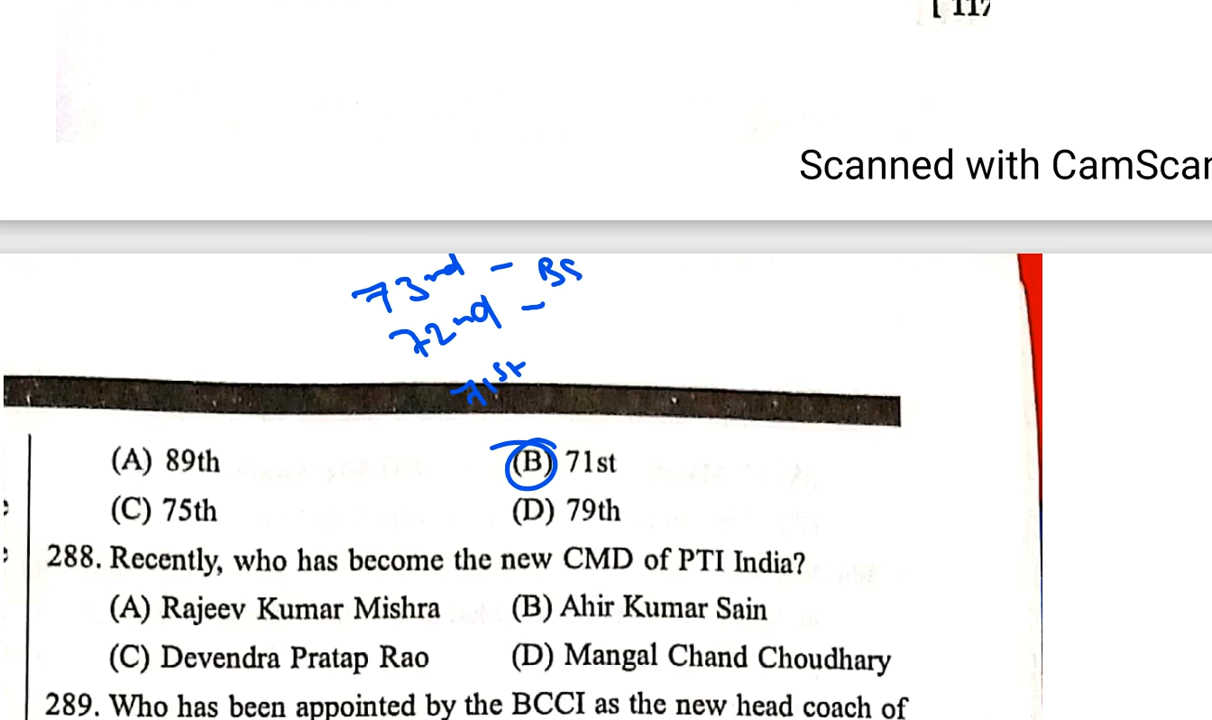 [ 117
Scanned with CamScar
73rd - BS
72nd -
71st
(A) 89th (B) 71st
(C) 75th (D) 79th
288. Recently, who has become the new CMD of PTI India?
(A) Rajeev Kumar Mishra (B) Ahir Kumar Sain
(C) Devendra Pratap Rao (D) Mangal Chand Choudhary
289. Who has been appointed by the BCCI as the new head coach of